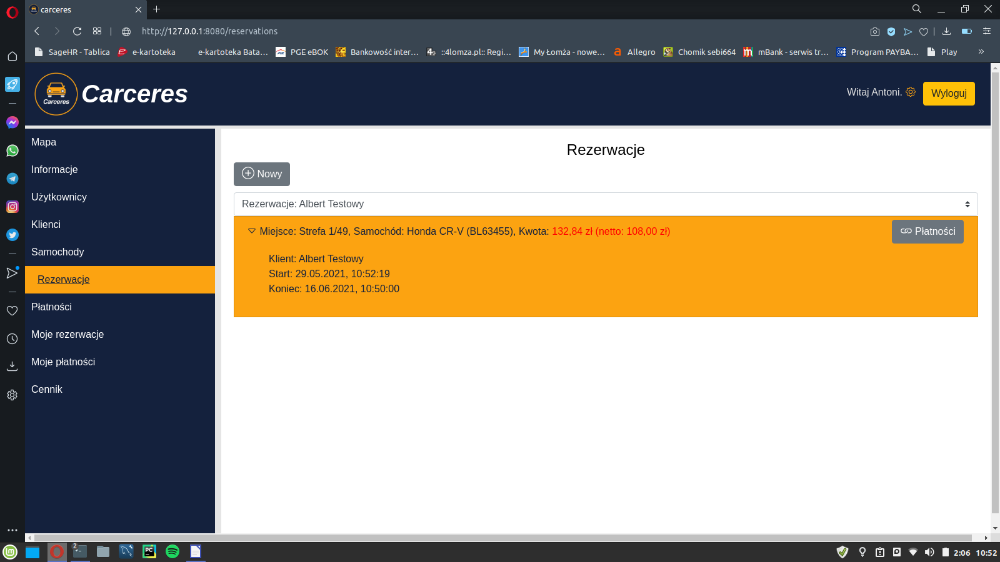 carceres
http://127.0.0.1:8080/reservations
SageHR - Tablica
e-kartoteka
e-kartoteka Bata...
PGE eBOK
Bankowość inter...
::4lomza.pl:: Regi...
My Łomża - nowe...
Allegro
Chomik sebi664
mBank - serwis tr...
Program PAYBA...
Play
»
Carceres
Carceres
Witaj Antoni.
Wyloguj
Mapa
Informacje
Użytkownicy
Klienci
Samochody
Rezerwacje
Płatności
Moje rezerwacje
Moje płatności
Cennik
Rezerwacje
Nowy
Rezerwacje: Albert Testowy
Miejsce: Strefa 1/49, Samochód: Honda CR-V (BL63455), Kwota: 132,84 zł (netto: 108,00 zł)
Płatności
Klient: Albert Testowy
Start: 29.05.2021, 10:52:19
Koniec: 16.06.2021, 10:50:00
2
PC
2:06
10:52